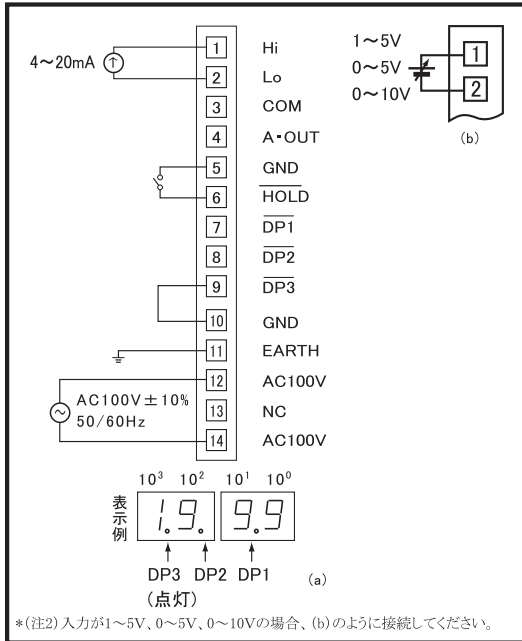 4～20mA
1 Hi
2 Lo
3 COM
4 A・OUT
5 GND
6 HOLD
7 DP1
8 DP2
9 DP3
10 GND
11 EARTH
12 AC100V
13 NC
14 AC100V
AC100V±10%
50/60Hz
1～5V
0～5V
0～10V
1
2
(b)
10³ 10² 10¹ 10⁰
表示例
1.9. 9.9
DP3 DP2 DP1
(点灯)
(a)
*(注2)入力が1～5V、0～5V、0～10Vの場合、(b)のように接続してください。